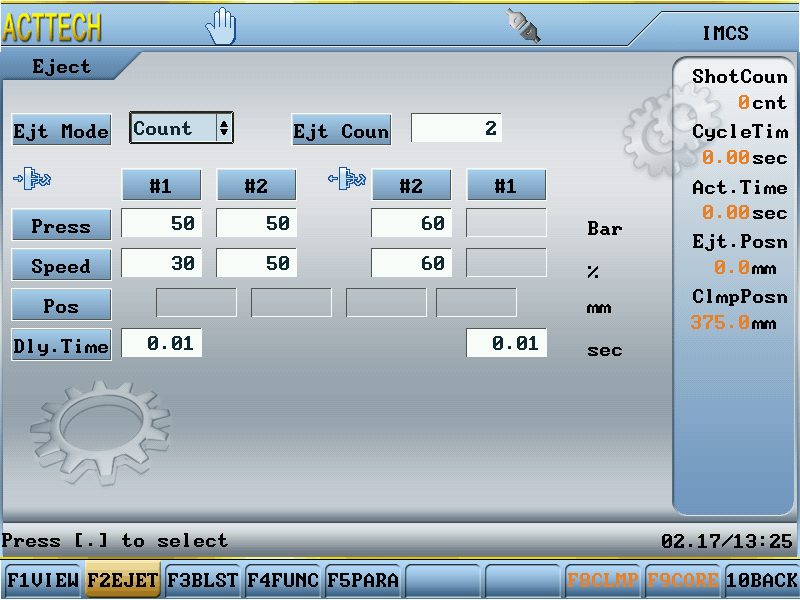 ACTTECH
IMCS
Eject
Ejt Mode Count Ejt Coun 2
#1 #2 #2 #1
Press 50 50 60 Bar
Speed 30 50 60 %
Pos mm
Dly.Time 0.01 0.01 sec
ShotCoun
0cnt
CycleTim
0.00sec
Act.Time
0.00sec
Ejt.Posn
0.0mm
ClmpPosn
375.0mm
Press [.] to select 02.17/13:25
F1VIEW F2EJET F3BLST F4FUNC F5PARA F8CLMP F9CORE 10BACK